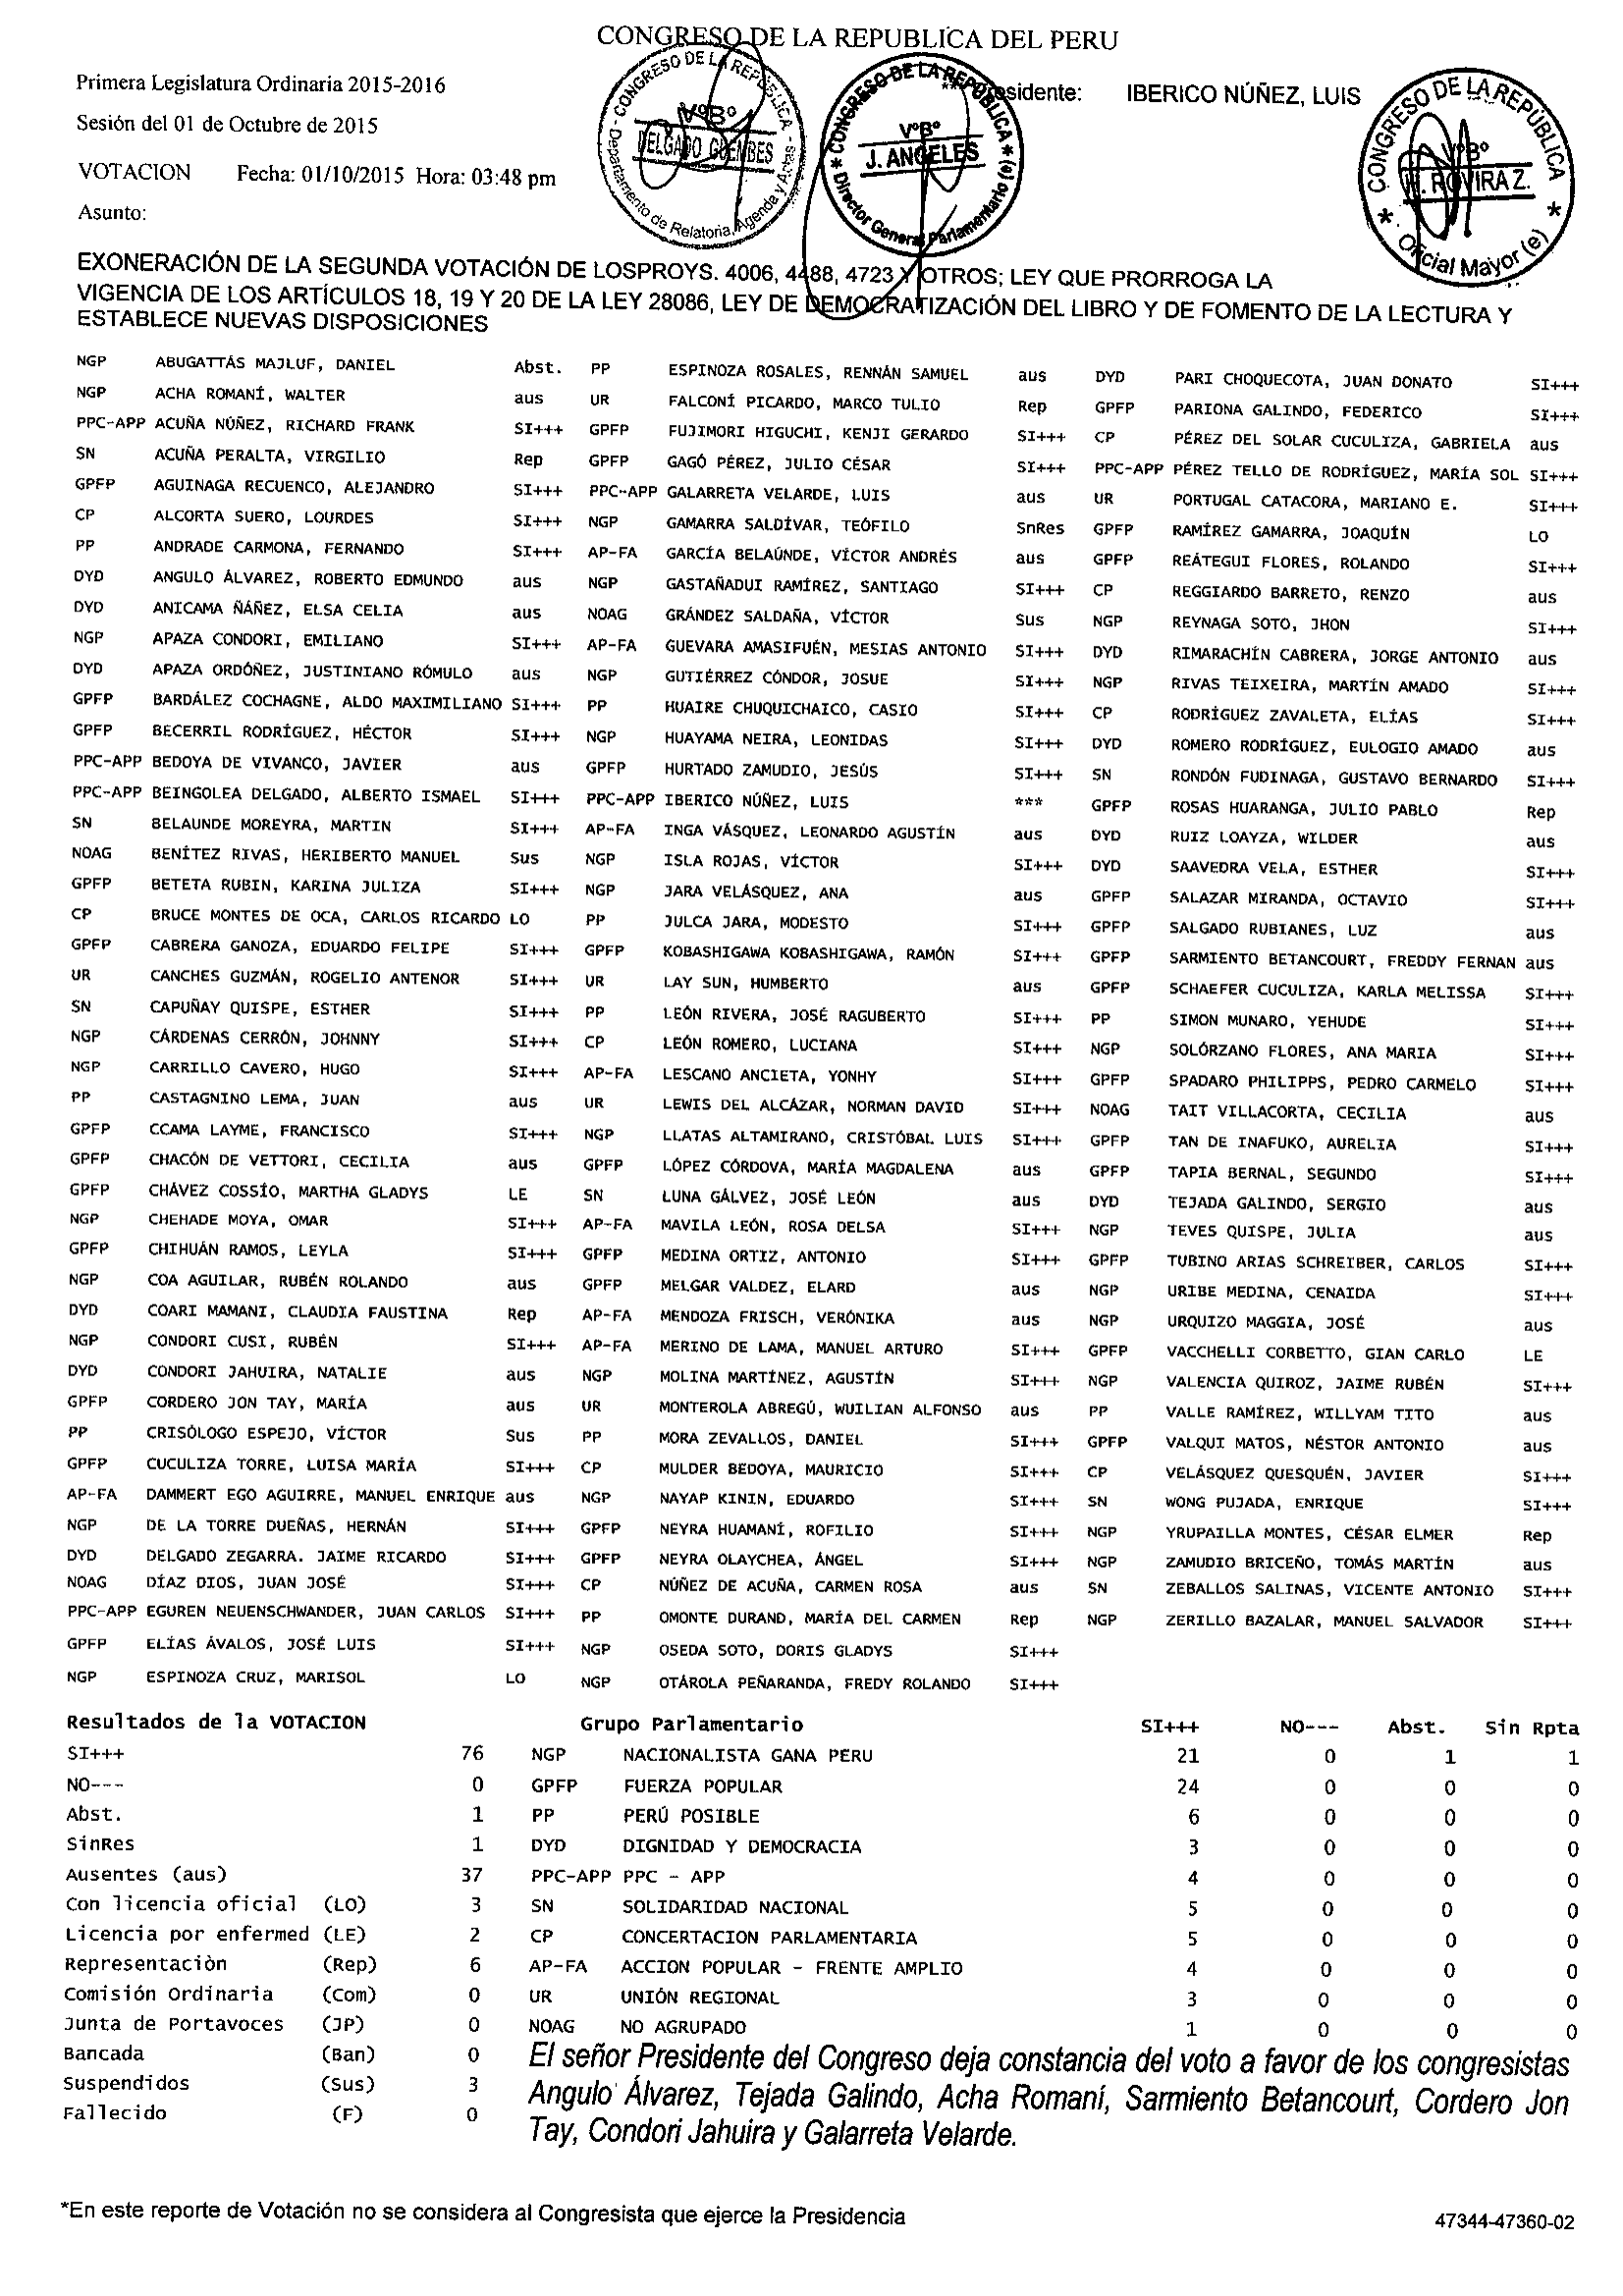 CONGRESO DE LA REPUBLICA DEL PERU
Primera Legislatura Ordinaria 2015-2016
***Presidente: IBERICO NÚÑEZ, LUIS
Sesión del 01 de Octubre de 2015
VOTACION Fecha: 01/10/2015 Hora: 03:48 pm
Asunto:
CONGRESO DE LA REPÚBLICA - Departamento de Relatoría, Agenda y Actas -
VºBº
DELGADO GUEMBES
* CONGRESO DE LA REPÚBLICA * Director General Parlamentario (e)
VºBº
J. ANGELES
* CONGRESO DE LA REPÚBLICA * Oficial Mayor (e)
VºBº
ROVIRA Z.
EXONERACIÓN DE LA SEGUNDA VOTACIÓN DE LOSPROYS. 4006, 4488, 4723 Y OTROS; LEY QUE PRORROGA LA
VIGENCIA DE LOS ARTÍCULOS 18, 19 Y 20 DE LA LEY 28086, LEY DE DEMOCRATIZACIÓN DEL LIBRO Y DE FOMENTO DE LA LECTURA Y
ESTABLECE NUEVAS DISPOSICIONES
NGP ABUGATTÁS MAJLUF, DANIEL Abst.
NGP ACHA ROMANÍ, WALTER aus
PPC-APP ACUÑA NÚÑEZ, RICHARD FRANK SI+++
SN ACUÑA PERALTA, VIRGILIO Rep
GPFP AGUINAGA RECUENCO, ALEJANDRO SI+++
CP ALCORTA SUERO, LOURDES SI+++
PP ANDRADE CARMONA, FERNANDO SI+++
DYD ANGULO ÁLVAREZ, ROBERTO EDMUNDO aus
DYD ANICAMA ÑÁÑEZ, ELSA CELIA aus
NGP APAZA CONDORI, EMILIANO SI+++
DYD APAZA ORDÓÑEZ, JUSTINIANO RÓMULO aus
GPFP BARDÁLEZ COCHAGNE, ALDO MAXIMILIANO SI+++
GPFP BECERRIL RODRÍGUEZ, HÉCTOR SI+++
PPC-APP BEDOYA DE VIVANCO, JAVIER aus
PPC-APP BEINGOLEA DELGADO, ALBERTO ISMAEL SI+++
SN BELAUNDE MOREYRA, MARTIN SI+++
NOAG BENÍTEZ RIVAS, HERIBERTO MANUEL Sus
GPFP BETETA RUBIN, KARINA JULIZA SI+++
CP BRUCE MONTES DE OCA, CARLOS RICARDO LO
GPFP CABRERA GANOZA, EDUARDO FELIPE SI+++
UR CANCHES GUZMÁN, ROGELIO ANTENOR SI+++
SN CAPUÑAY QUISPE, ESTHER SI+++
NGP CÁRDENAS CERRÓN, JOHNNY SI+++
NGP CARRILLO CAVERO, HUGO SI+++
PP CASTAGNINO LEMA, JUAN aus
GPFP CCAMA LAYME, FRANCISCO SI+++
GPFP CHACÓN DE VETTORI, CECILIA aus
GPFP CHÁVEZ COSSÍO, MARTHA GLADYS LE
NGP CHEHADE MOYA, OMAR SI+++
GPFP CHIHUÁN RAMOS, LEYLA SI+++
NGP COA AGUILAR, RUBÉN ROLANDO aus
DYD COARI MAMANI, CLAUDIA FAUSTINA Rep
NGP CONDORI CUSI, RUBÉN SI+++
DYD CONDORI JAHUIRA, NATALIE aus
GPFP CORDERO JON TAY, MARÍA aus
PP CRISÓLOGO ESPEJO, VÍCTOR Sus
GPFP CUCULIZA TORRE, LUISA MARÍA SI+++
AP-FA DAMMERT EGO AGUIRRE, MANUEL ENRIQUE aus
NGP DE LA TORRE DUEÑAS, HERNÁN SI+++
DYD DELGADO ZEGARRA. JAIME RICARDO SI+++
NOAG DÍAZ DIOS, JUAN JOSÉ SI+++
PPC-APP EGUREN NEUENSCHWANDER, JUAN CARLOS SI+++
GPFP ELÍAS ÁVALOS, JOSÉ LUIS SI+++
NGP ESPINOZA CRUZ, MARISOL LO
PP ESPINOZA ROSALES, RENNÁN SAMUEL aus
UR FALCONÍ PICARDO, MARCO TULIO Rep
GPFP FUJIMORI HIGUCHI, KENJI GERARDO SI+++
GPFP GAGÓ PÉREZ, JULIO CÉSAR SI+++
PPC-APP GALARRETA VELARDE, LUIS aus
NGP GAMARRA SALDÍVAR, TEÓFILO SnRes
AP-FA GARCÍA BELAÚNDE, VÍCTOR ANDRÉS aus
NGP GASTAÑADUI RAMÍREZ, SANTIAGO SI+++
NOAG GRÁNDEZ SALDAÑA, VÍCTOR Sus
AP-FA GUEVARA AMASIFUÉN, MESIAS ANTONIO SI+++
NGP GUTIÉRREZ CÓNDOR, JOSUE SI+++
PP HUAIRE CHUQUICHAICO, CASIO SI+++
NGP HUAYAMA NEIRA, LEONIDAS SI+++
GPFP HURTADO ZAMUDIO, JESÚS SI+++
PPC-APP IBERICO NÚÑEZ, LUIS ***
AP-FA INGA VÁSQUEZ, LEONARDO AGUSTÍN aus
NGP ISLA ROJAS, VÍCTOR SI+++
NGP JARA VELÁSQUEZ, ANA aus
PP JULCA JARA, MODESTO SI+++
GPFP KOBASHIGAWA KOBASHIGAWA, RAMÓN SI+++
UR LAY SUN, HUMBERTO aus
PP LEÓN RIVERA, JOSÉ RAGUBERTO SI+++
CP LEÓN ROMERO, LUCIANA SI+++
AP-FA LESCANO ANCIETA, YONHY SI+++
UR LEWIS DEL ALCÁZAR, NORMAN DAVID SI+++
NGP LLATAS ALTAMIRANO, CRISTÓBAL LUIS SI+++
GPFP LÓPEZ CÓRDOVA, MARÍA MAGDALENA aus
SN LUNA GÁLVEZ, JOSÉ LEÓN aus
AP-FA MAVILA LEÓN, ROSA DELSA SI+++
GPFP MEDINA ORTIZ, ANTONIO SI+++
GPFP MELGAR VALDEZ, ELARD aus
AP-FA MENDOZA FRISCH, VERÓNIKA aus
AP-FA MERINO DE LAMA, MANUEL ARTURO SI+++
NGP MOLINA MARTÍNEZ, AGUSTÍN SI+++
UR MONTEROLA ABREGÚ, WUILIAN ALFONSO aus
PP MORA ZEVALLOS, DANIEL SI+++
CP MULDER BEDOYA, MAURICIO SI+++
NGP NAYAP KININ, EDUARDO SI+++
GPFP NEYRA HUAMANÍ, ROFILIO SI+++
GPFP NEYRA OLAYCHEA, ÁNGEL SI+++
CP NÚÑEZ DE ACUÑA, CARMEN ROSA aus
PP OMONTE DURAND, MARÍA DEL CARMEN Rep
NGP OSEDA SOTO, DORIS GLADYS SI+++
NGP OTÁROLA PEÑARANDA, FREDY ROLANDO SI+++
DYD PARI CHOQUECOTA, JUAN DONATO SI+++
GPFP PARIONA GALINDO, FEDERICO SI+++
CP PÉREZ DEL SOLAR CUCULIZA, GABRIELA aus
PPC-APP PÉREZ TELLO DE RODRÍGUEZ, MARÍA SOL SI+++
UR PORTUGAL CATACORA, MARIANO E. SI+++
GPFP RAMÍREZ GAMARRA, JOAQUÍN LO
GPFP REÁTEGUI FLORES, ROLANDO SI+++
CP REGGIARDO BARRETO, RENZO aus
NGP REYNAGA SOTO, JHON SI+++
DYD RIMARACHÍN CABRERA, JORGE ANTONIO aus
NGP RIVAS TEIXEIRA, MARTÍN AMADO SI+++
CP RODRÍGUEZ ZAVALETA, ELÍAS SI+++
DYD ROMERO RODRÍGUEZ, EULOGIO AMADO aus
SN RONDÓN FUDINAGA, GUSTAVO BERNARDO SI+++
GPFP ROSAS HUARANGA, JULIO PABLO Rep
DYD RUIZ LOAYZA, WILDER aus
DYD SAAVEDRA VELA, ESTHER SI+++
GPFP SALAZAR MIRANDA, OCTAVIO SI+++
GPFP SALGADO RUBIANES, LUZ aus
GPFP SARMIENTO BETANCOURT, FREDDY FERNAN aus
GPFP SCHAEFER CUCULIZA, KARLA MELISSA SI+++
PP SIMON MUNARO, YEHUDE SI+++
NGP SOLÓRZANO FLORES, ANA MARIA SI+++
GPFP SPADARO PHILIPPS, PEDRO CARMELO SI+++
NOAG TAIT VILLACORTA, CECILIA aus
GPFP TAN DE INAFUKO, AURELIA SI+++
GPFP TAPIA BERNAL, SEGUNDO SI+++
DYD TEJADA GALINDO, SERGIO aus
NGP TEVES QUISPE, JULIA aus
GPFP TUBINO ARIAS SCHREIBER, CARLOS SI+++
NGP URIBE MEDINA, CENAIDA SI+++
NGP URQUIZO MAGGIA, JOSÉ aus
GPFP VACCHELLI CORBETTO, GIAN CARLO LE
NGP VALENCIA QUIROZ, JAIME RUBÉN SI+++
PP VALLE RAMÍREZ, WILLYAM TITO aus
GPFP VALQUI MATOS, NÉSTOR ANTONIO aus
CP VELÁSQUEZ QUESQUÉN, JAVIER SI+++
SN WONG PUJADA, ENRIQUE SI+++
NGP YRUPAILLA MONTES, CÉSAR ELMER Rep
NGP ZAMUDIO BRICEÑO, TOMÁS MARTÍN aus
SN ZEBALLOS SALINAS, VICENTE ANTONIO SI+++
NGP ZERILLO BAZALAR, MANUEL SALVADOR SI+++
Resultados de la VOTACION
SI+++ 76
NO--- 0
Abst. 1
SinRes 1
Ausentes (aus) 37
Con licencia oficial (LO) 3
Licencia por enfermed (LE) 2
Representaciòn (Rep) 6
Comisión Ordinaria (Com) 0
Junta de Portavoces (JP) 0
Bancada (Ban) 0
Suspendidos (Sus) 3
Fallecido (F) 0
Grupo Parlamentario SI+++ NO--- Abst. Sin Rpta
NGP NACIONALISTA GANA PERU 21 0 1 1
GPFP FUERZA POPULAR 24 0 0 0
PP PERÚ POSIBLE 6 0 0 0
DYD DIGNIDAD Y DEMOCRACIA 3 0 0 0
PPC-APP PPC - APP 4 0 0 0
SN SOLIDARIDAD NACIONAL 5 0 0 0
CP CONCERTACION PARLAMENTARIA 5 0 0 0
AP-FA ACCION POPULAR - FRENTE AMPLIO 4 0 0 0
UR UNIÓN REGIONAL 3 0 0 0
NOAG NO AGRUPADO 1 0 0 0
El señor Presidente del Congreso deja constancia del voto a favor de los congresistas
Angulo Álvarez, Tejada Galindo, Acha Romaní, Sarmiento Betancourt, Cordero Jon
Tay, Condori Jahuira y Galarreta Velarde.
*En este reporte de Votación no se considera al Congresista que ejerce la Presidencia
47344-47360-02